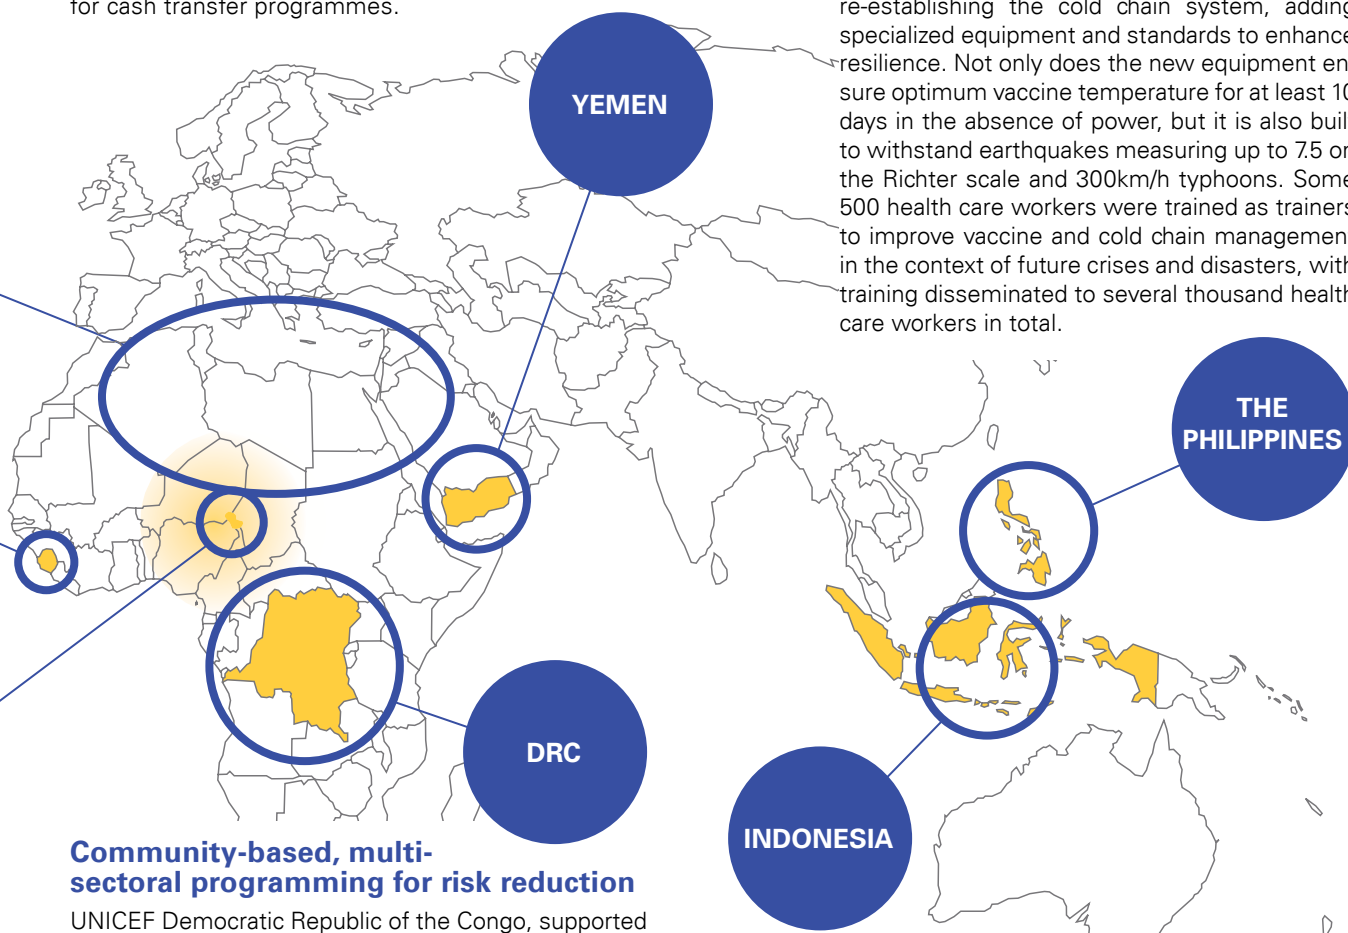 for cash transfer programmes.
re-establishing the cold chain system, adding
specialized equipment and standards to enhance
resilience. Not only does the new equipment en
sure optimum vaccine temperature for at least 10
days in the absence of power, but it is also buil
to withstand earthquakes measuring up to 7.5 on
the Richter scale and 300km/h typhoons. Some
500 health care workers were trained as trainers
to improve vaccine and cold chain managemen
in the context of future crises and disasters, with
training disseminated to several thousand health
care workers in total.
YEMEN
THE
PHILIPPINES
DRC
INDONESIA
Community-based, multi-
sectoral programming for risk reduction
UNICEF Democratic Republic of the Congo, supported